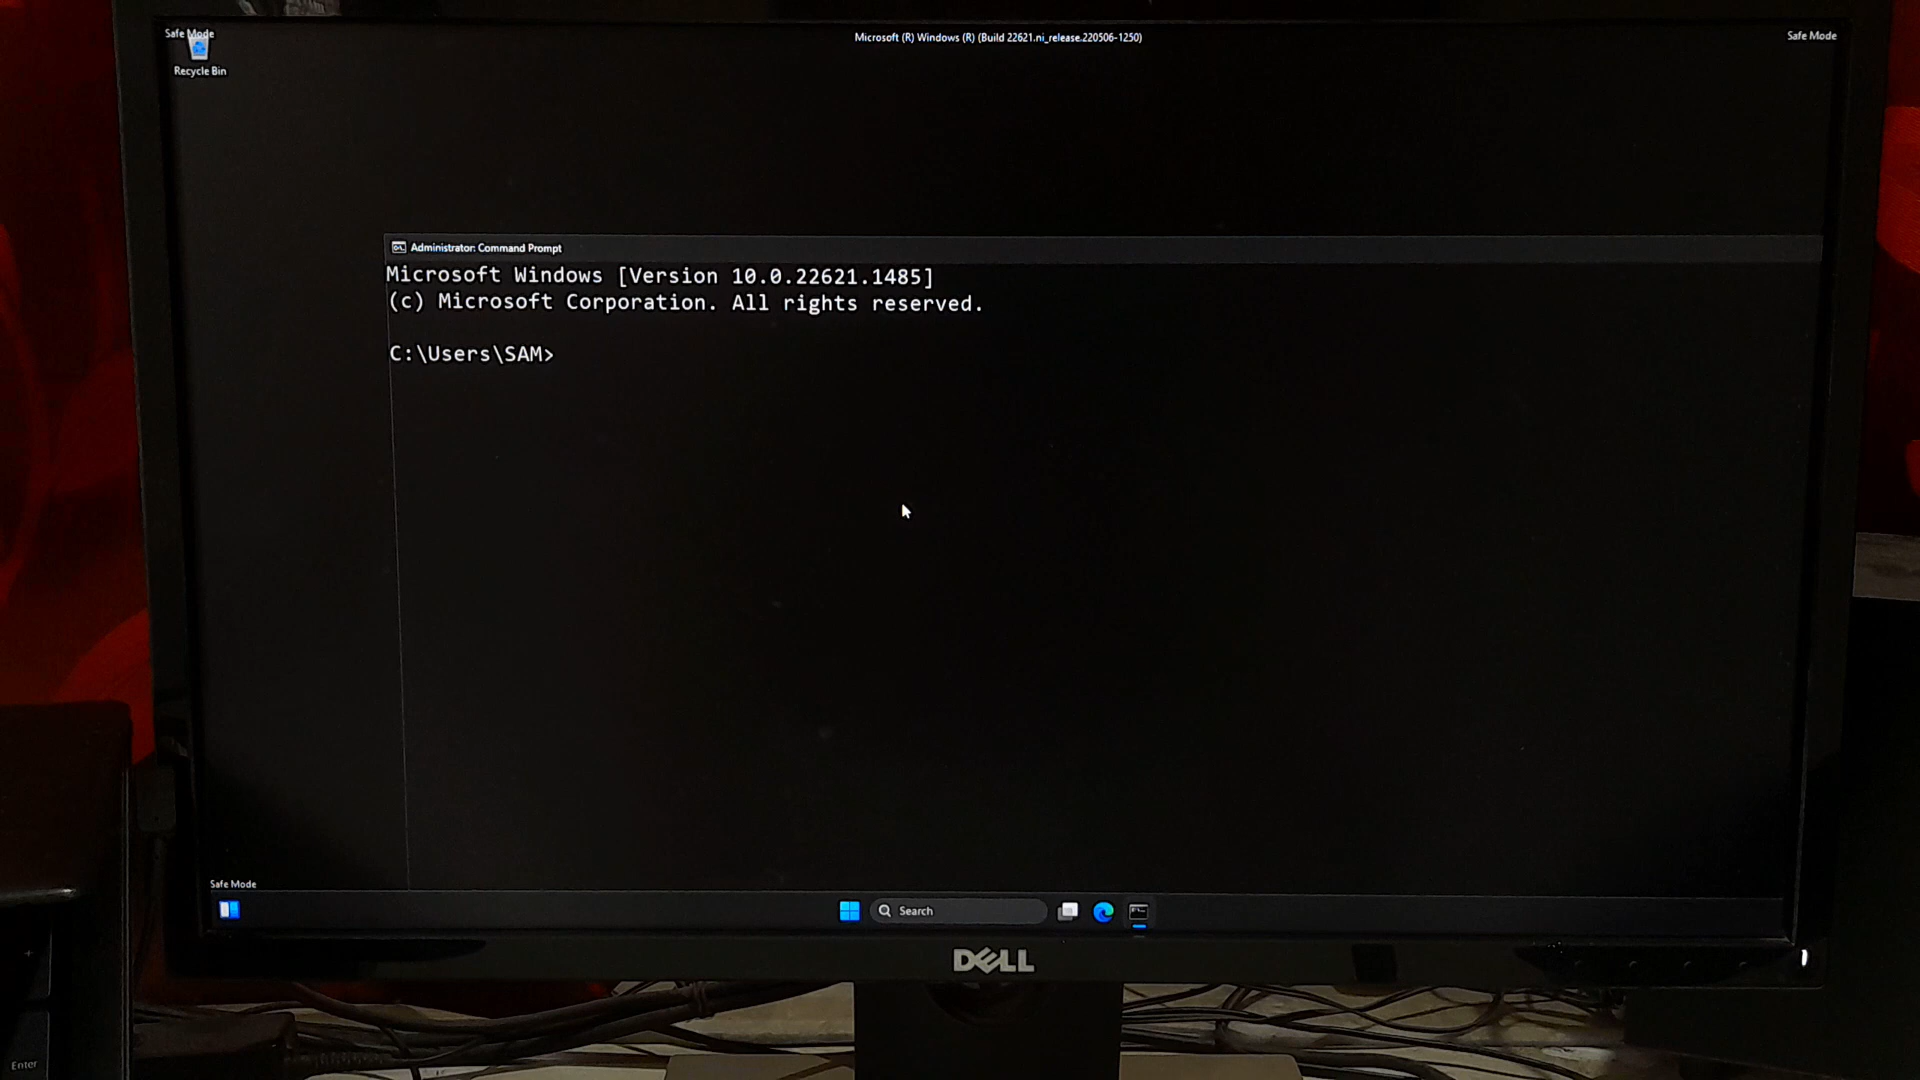 Safe Mode
Microsoft (R) Windows (R) (Build 22621.ni_release.220506-1250)
Safe Mode
Recycle Bin
Administrator: Command Prompt
Microsoft Windows [Version 10.0.22621.1485]
(c) Microsoft Corporation. All rights reserved.
C:\Users\SAM>
Safe Mode
Search
DELL
+
Enter